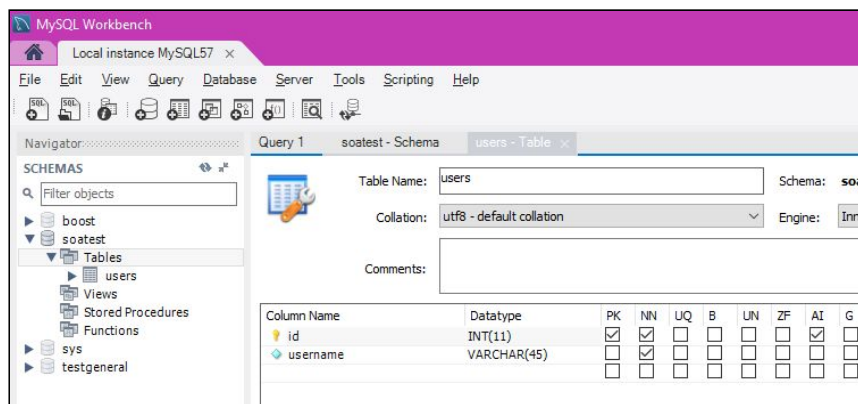 MySQL Workbench
Local instance MySQL57
File Edit View Query Database Server Tools Scripting Help
Navigator
Query 1 soatest - Schema users - Table
SCHEMAS
Filter objects
boost
soatest
Tables
users
Views
Stored Procedures
Functions
sys
testgeneral
Table Name: users Schema: soa
Collation: utf8 - default collation Engine: Inn
Comments:
Column Name Datatype PK NN UQ B UN ZF AI G
id INT(11)
username VARCHAR(45)